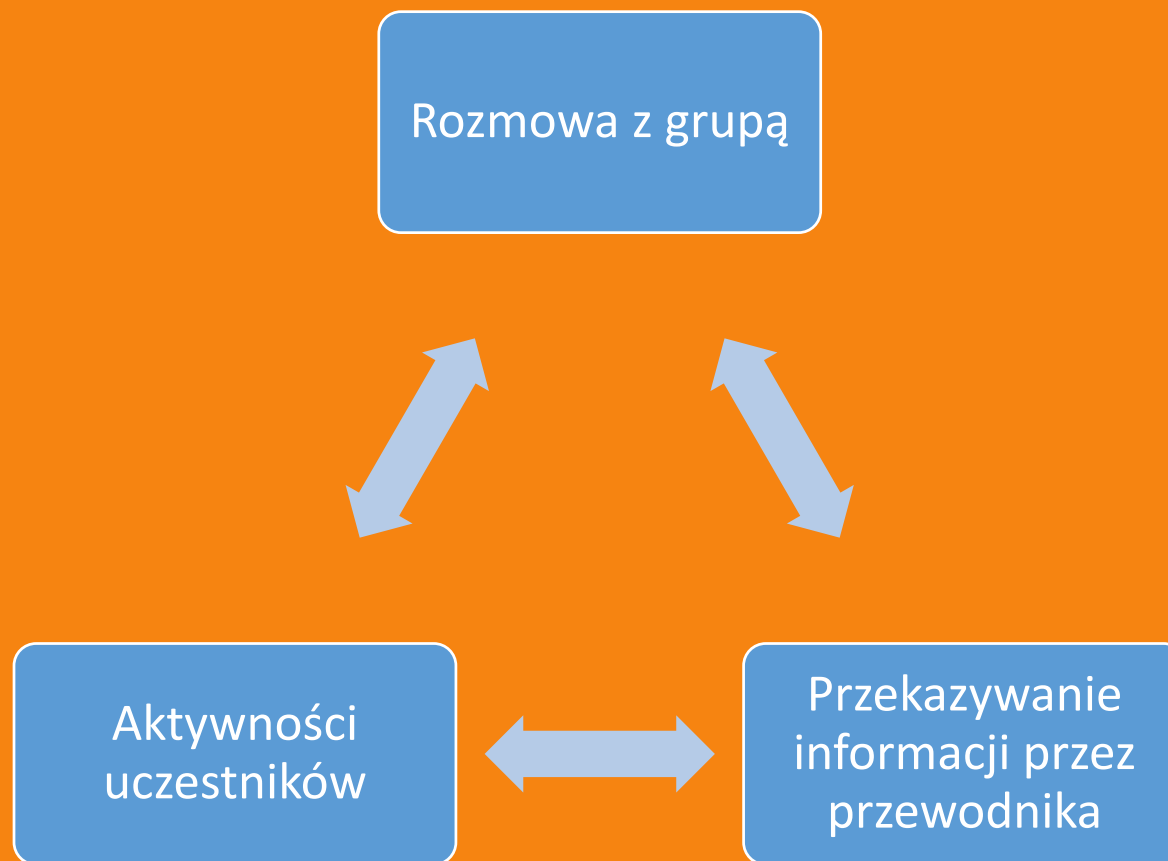 Rozmowa z grupą
Aktywności
uczestników
Przekazywanie
informacji przez
przewodnika